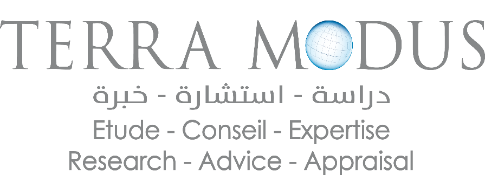 TERRA MODUS
دراسة - استشارة - خبرة
Etude - Conseil - Expertise
Research - Advice - Appraisal